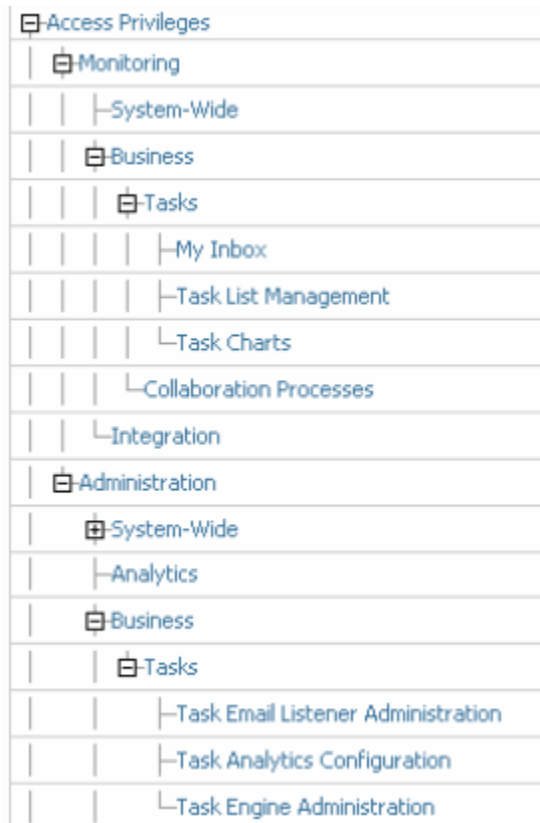 Access Privileges
Monitoring
System-Wide
Business
Tasks
My Inbox
Task List Management
Task Charts
Collaboration Processes
Integration
Administration
System-Wide
Analytics
Business
Tasks
Task Email Listener Administration
Task Analytics Configuration
Task Engine Administration